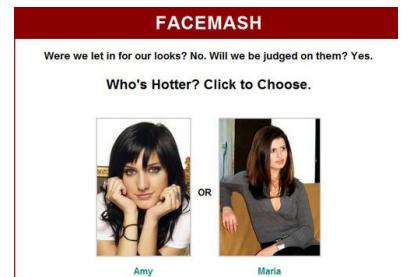 FACEMASH
Were we let in for our looks? No. Will we be judged on them? Yes.
Who's Hotter? Click to Choose.
OR
Amy
Maria